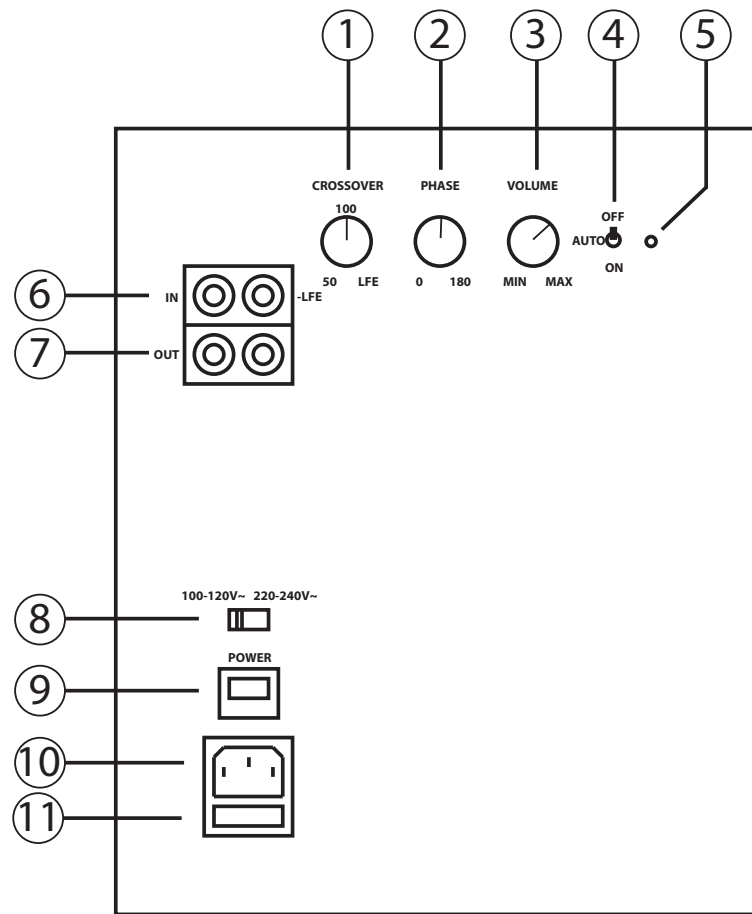 1 2 3 4 5
CROSSOVER PHASE VOLUME
100
OFF
AUTO
ON
50 LFE 0 180 MIN MAX
6 IN -LFE
7 OUT
100-120V~ 220-240V~
8
POWER
9
10
11